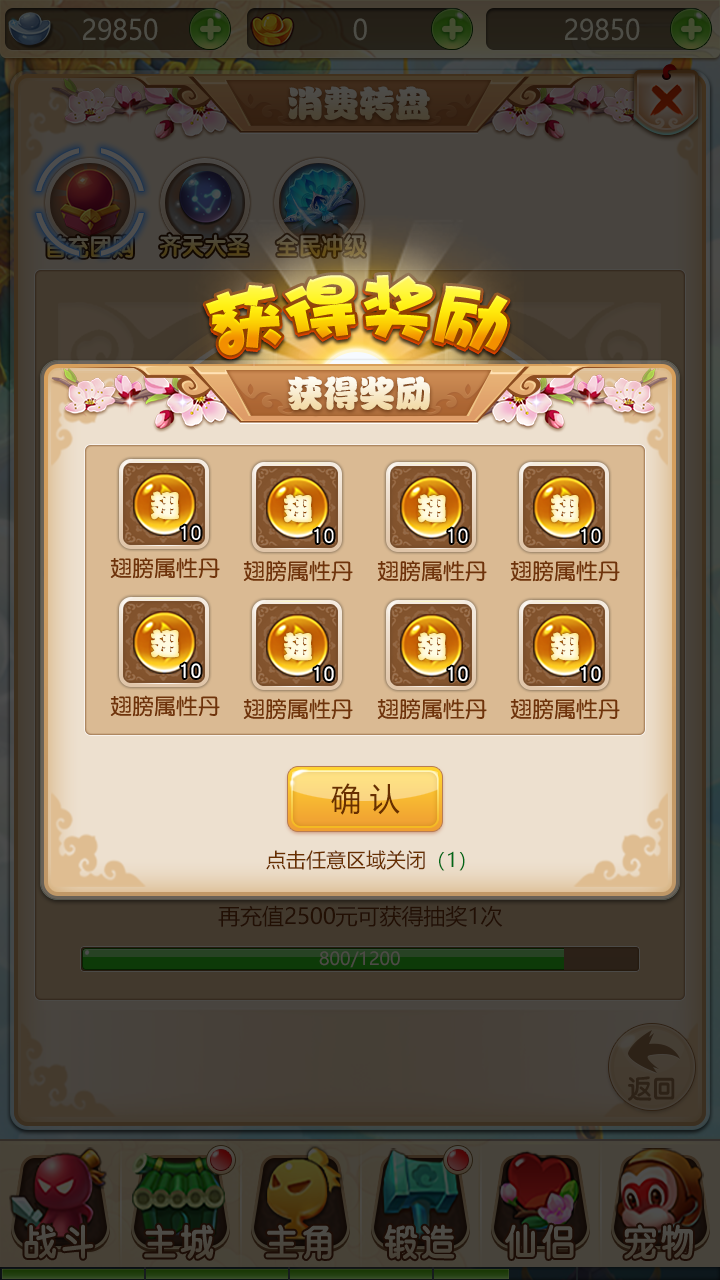 29850 0 29850
消费转盘
首充团购 齐天大圣 全民冲级
获得奖励
获得奖励
翅 10 翅 10 翅 10 翅 10
翅膀属性丹 翅膀属性丹 翅膀属性丹 翅膀属性丹
翅 10 翅 10 翅 10 翅 10
翅膀属性丹 翅膀属性丹 翅膀属性丹 翅膀属性丹
确认
点击任意区域关闭（1）
再充值2500元可获得抽奖1次
800/1200
返回
战斗 主城 主角 锻造 仙侣 宠物